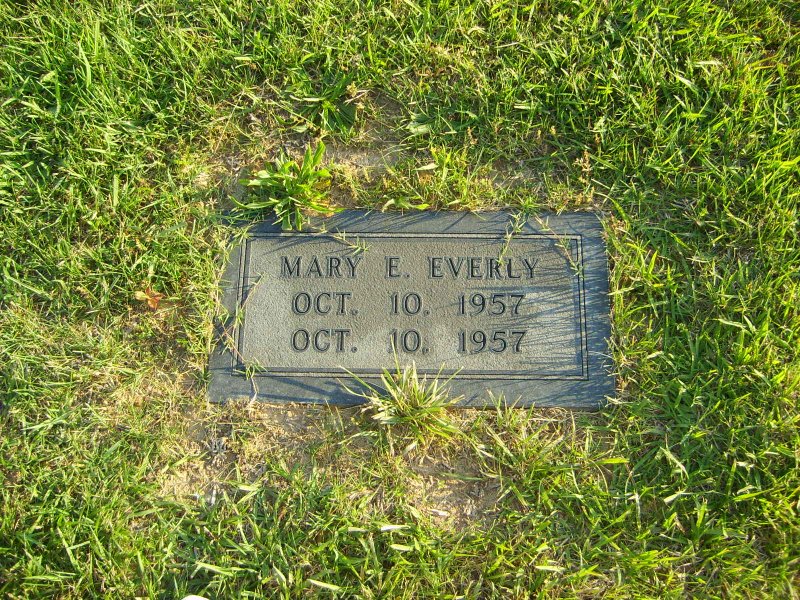 MARY E. EVERLY
OCT. 10. 1957
OCT. 10. 1957